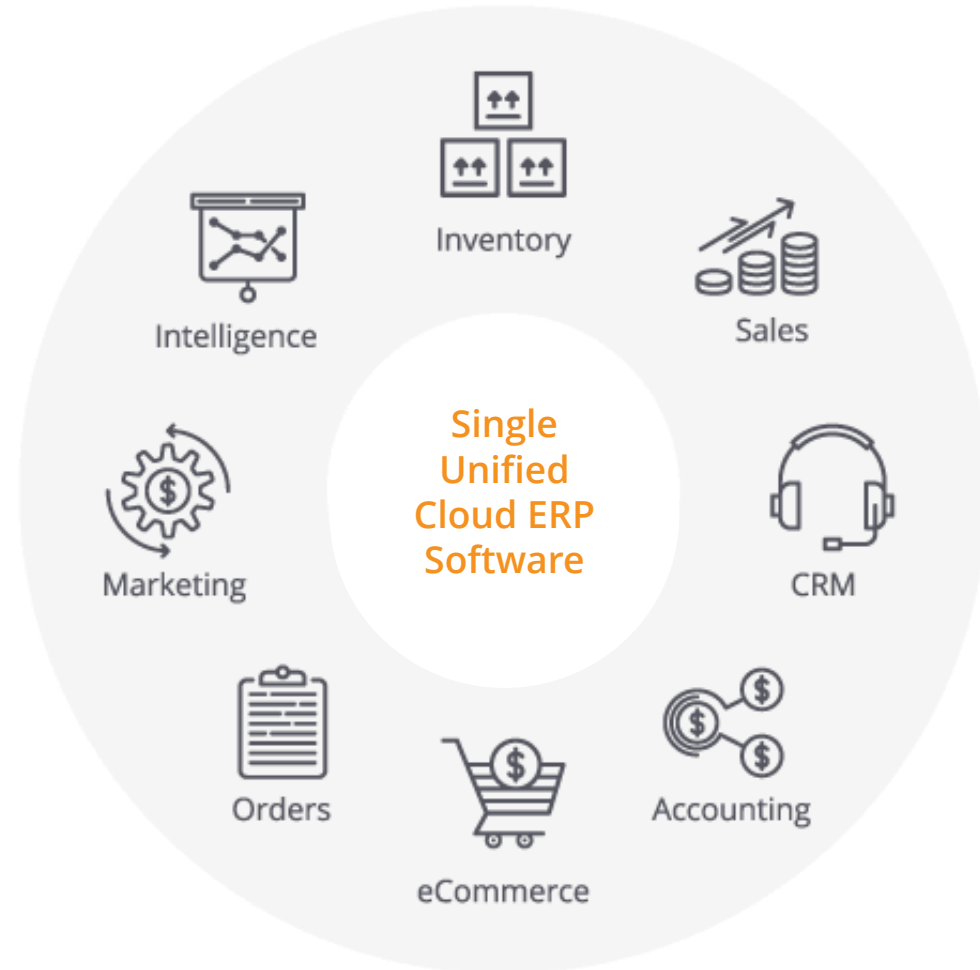 Inventory
Sales
Intelligence
Single
Unified
Cloud ERP
Software
Marketing
CRM
Orders
Accounting
eCommerce